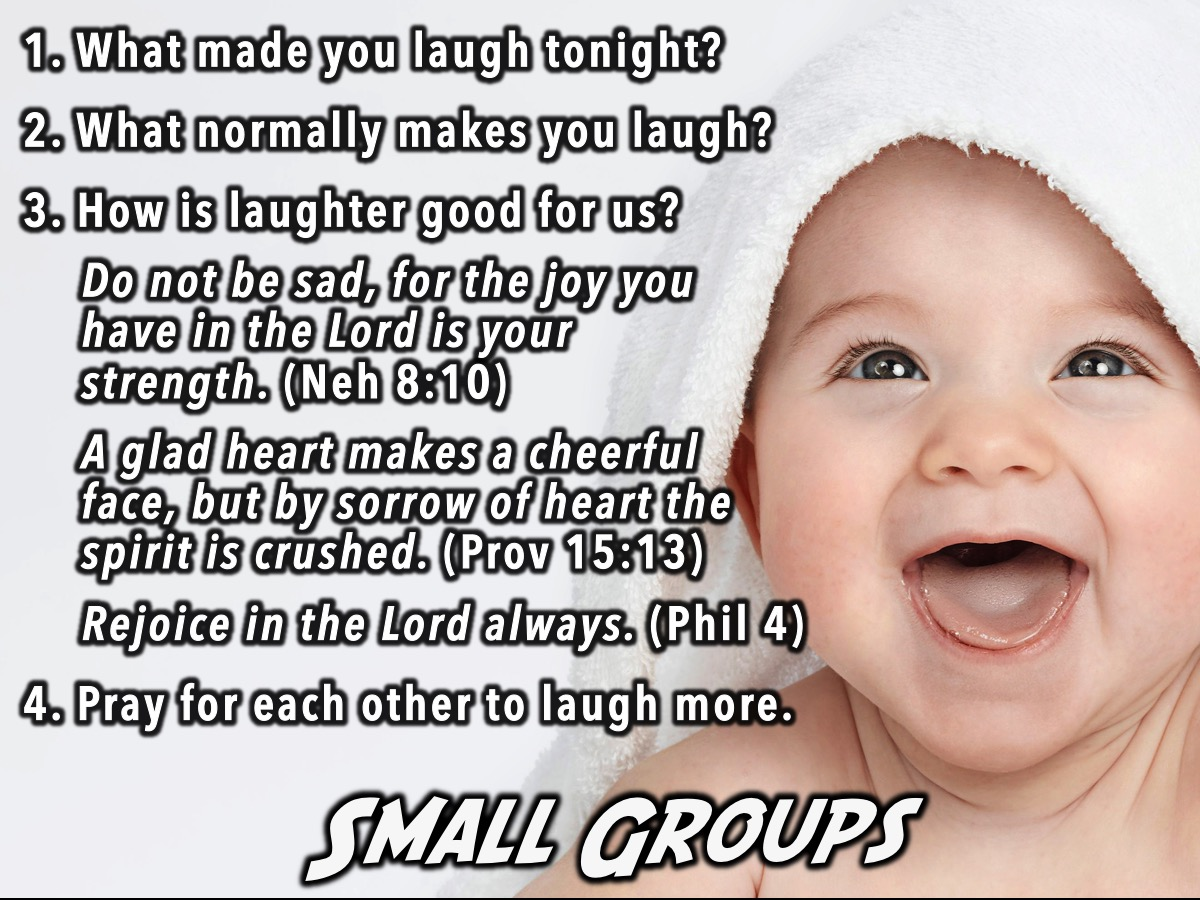 1. What made you laugh tonight?
2. What normally makes you laugh?
3. How is laughter good for us?
Do not be sad, for the joy you
have in the Lord is your
strength. (Neh 8:10)
A glad heart makes a cheerful
face, but by sorrow of heart the
spirit is crushed. (Prov 15:13)
Rejoice in the Lord always. (Phil 4)
4. Pray for each other to laugh more.
Small Groups